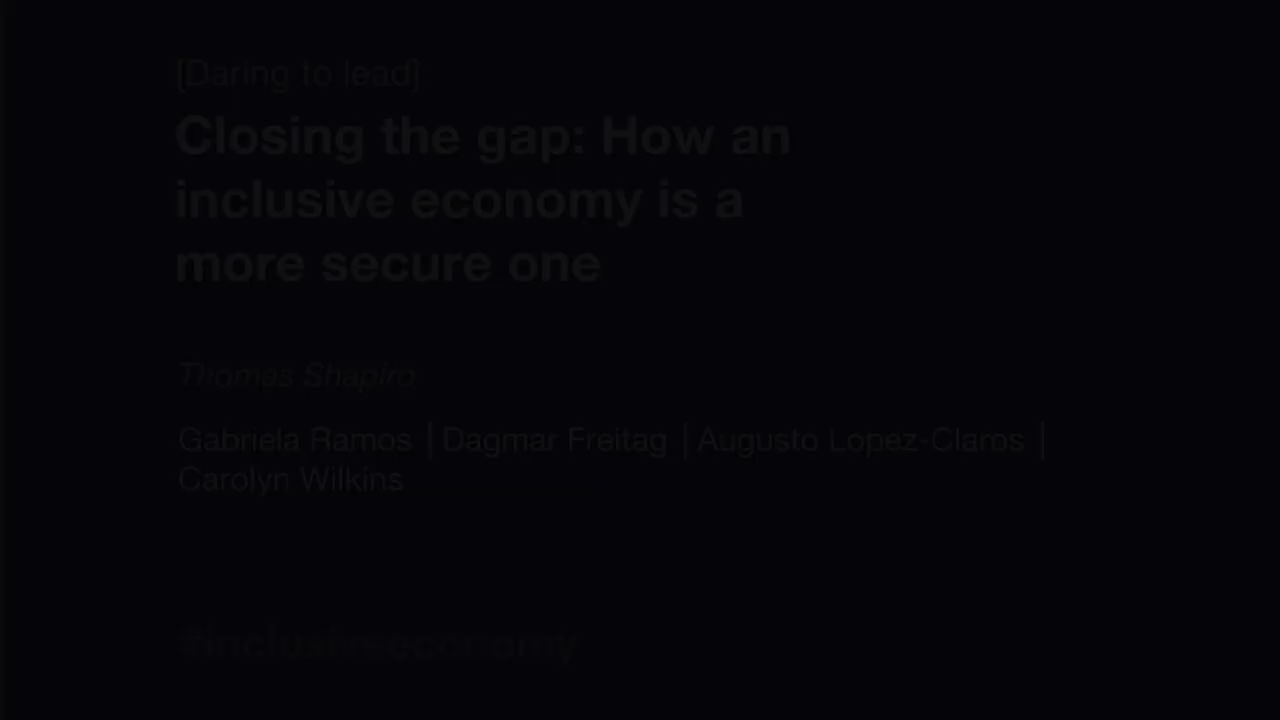 [Daring to lead]
Closing the gap: How an
inclusive economy is a
more secure one
Thomas Shapiro
Gabriela Ramos | Dagmar Freitag | Augusto Lopez-Claros |
Carolyn Wilkins
#inclusiveeconomy